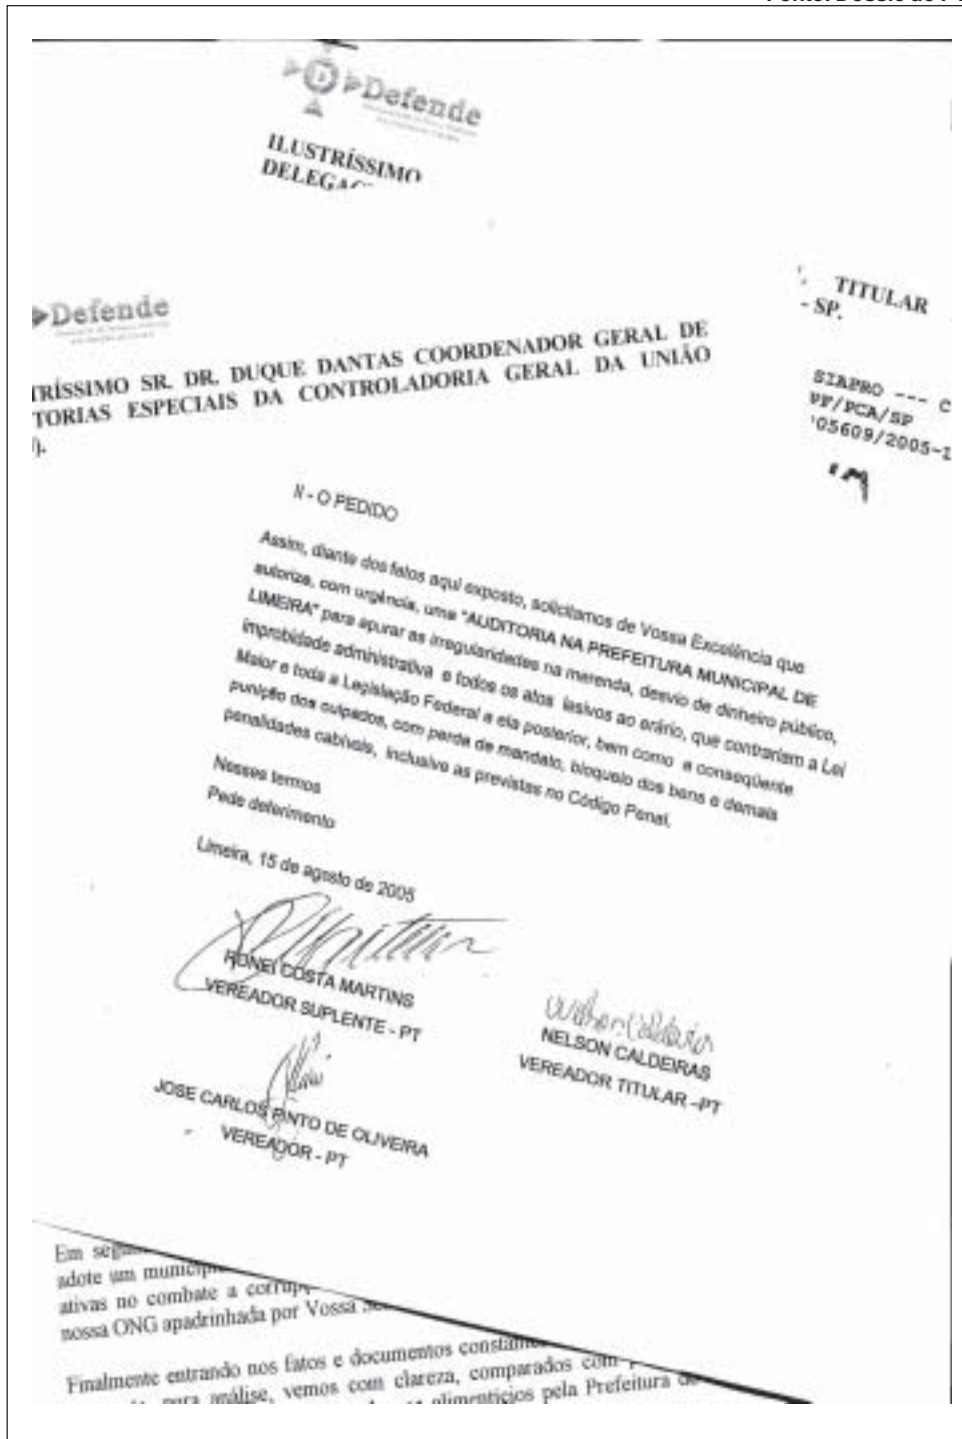 Defende
ILUSTRÍSSIMO
Defende
TITULAR
- SP.
TRÍSSIMO SR. DR. DUQUE DANTAS COORDENADOR GERAL DE
TORIAS ESPECIAIS DA CONTROLADORIA GERAL DA UNIÃO
SIAPRO --- C
PF/PCA/SP
05609/2005-1
II - O PEDIDO
Assim, diante dos fatos aqui exposto, solicitamos de Vossa Excelência que
autoriza, com urgência, uma "AUDITORIA NA PREFEITURA MUNICIPAL DE
LIMEIRA" para apurar as irregularidades na merenda, desvio de dinheiro público,
improbidade administrativa e todos os atos lesivos ao erário, que contrariem a Lei
Maior e toda a Legislação Federal a ela posterior, bem como a conseqüente
punição dos culpados, com perda de mandato, bloqueio dos bens e demais
penalidades cabíveis, inclusive as previstas no Código Penal.
Nesses termos
Pede deferimento
Limeira, 15 de agosto de 2005
RONEI COSTA MARTINS
VEREADOR SUPLENTE - PT
NELSON CALDEIRAS
VEREADOR TITULAR -PT
JOSE CARLOS PINTO DE OLIVEIRA
VEREADOR - PT
Em
adote um
ativas no combate a
nossa ONG apadrinhada por Vossa
Finalmente entrando nos fatos e documentos
para análise, vemos com clareza, comparados com
alimentícios pela Prefeitura de